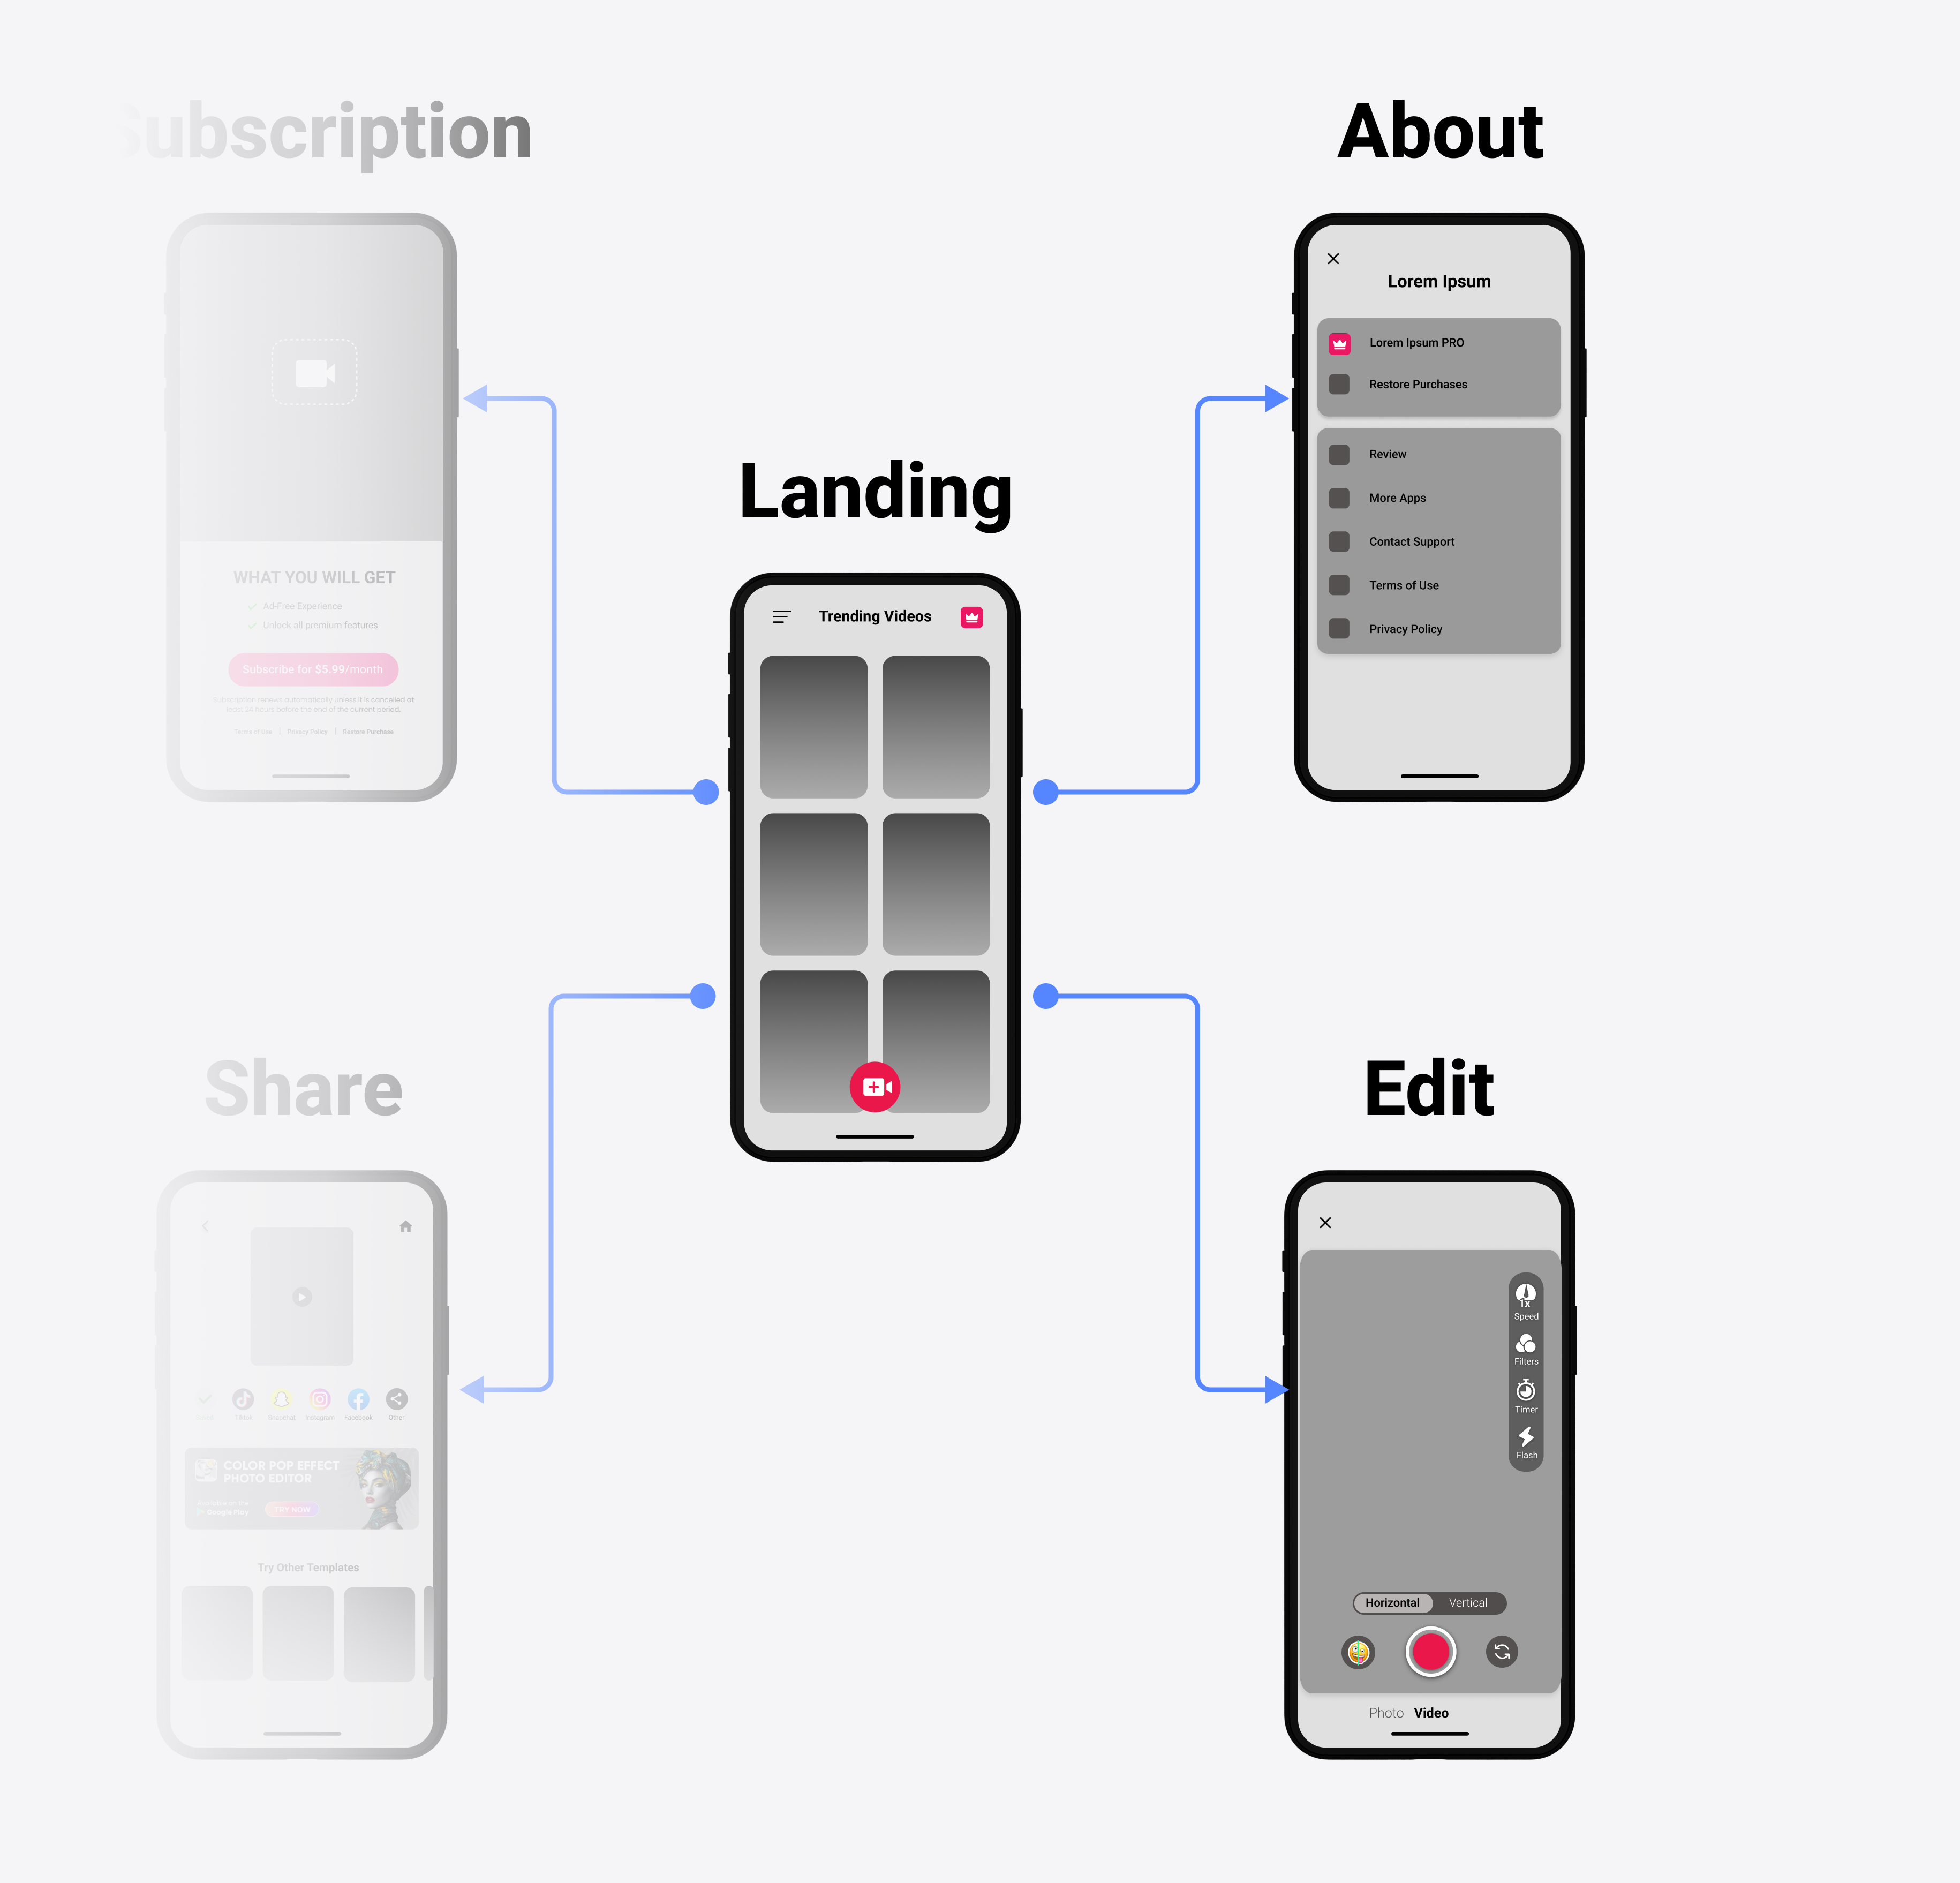 Subscription
WHAT YOU WILL GET
Ad-Free Experience
Unlock all premium features
Subscribe for $5.99/month
Subscription renews automatically unless it is cancelled at
least 24-hours before the end of the current period.
Terms of Use | Privacy Policy | Restore Purchase
About
Lorem Ipsum
Lorem Ipsum PRO
Restore Purchases
Review
More Apps
Contact Support
Terms of Use
Privacy Policy
Landing
Trending Videos
Share
Tiktok Snapchat Instagram Facebook Other
COLOR POP EFFECT
PHOTO EDITOR
Google Play
TRY NOW
Try Other Templates
Edit
1x
Speed
Filters
Timer
Flash
Horizontal Vertical
Photo Video